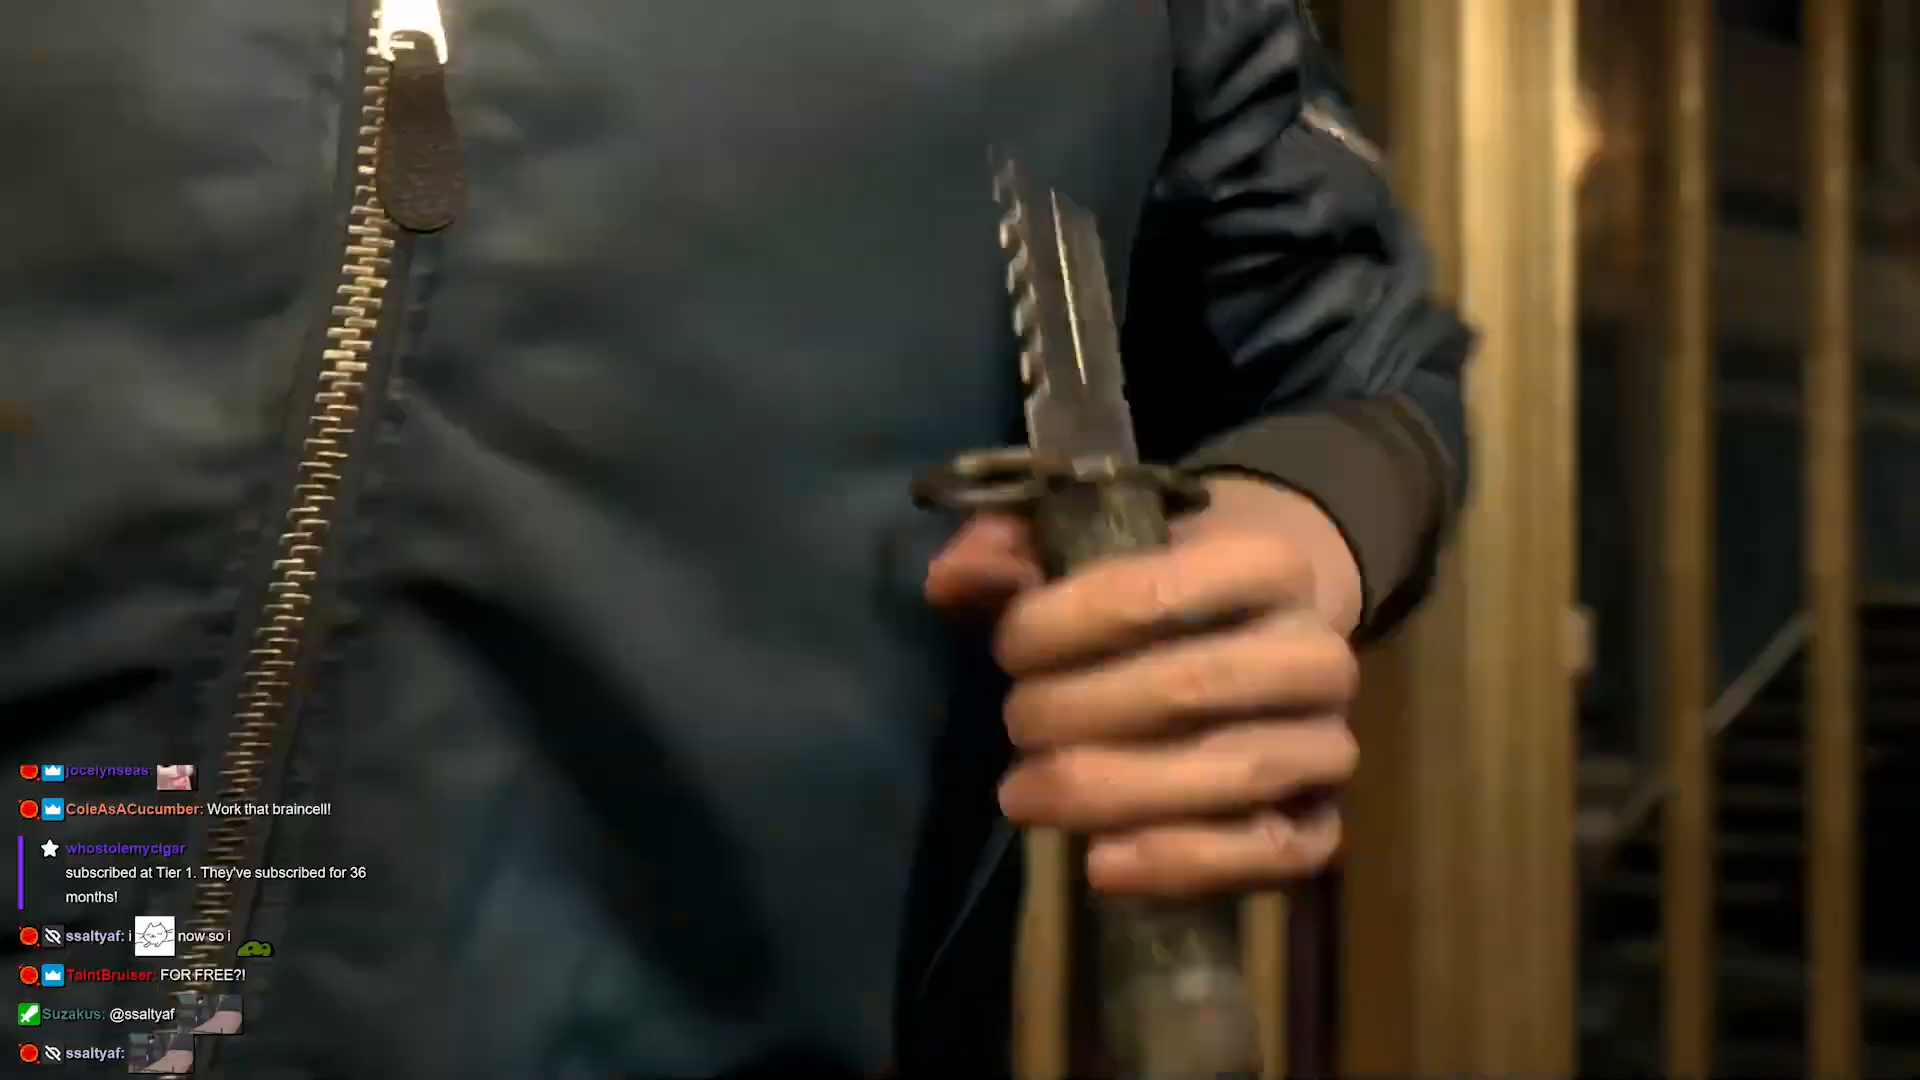 jocelynseas:
ColeAsACucumber: Work that braincell!
whostolemycigar
subscribed at Tier 1. They've subscribed for 36
months!
ssaltyaf: i now so i
TaintBruiser: FOR FREE?!
Suzakus: @ssaltyaf
ssaltyaf: